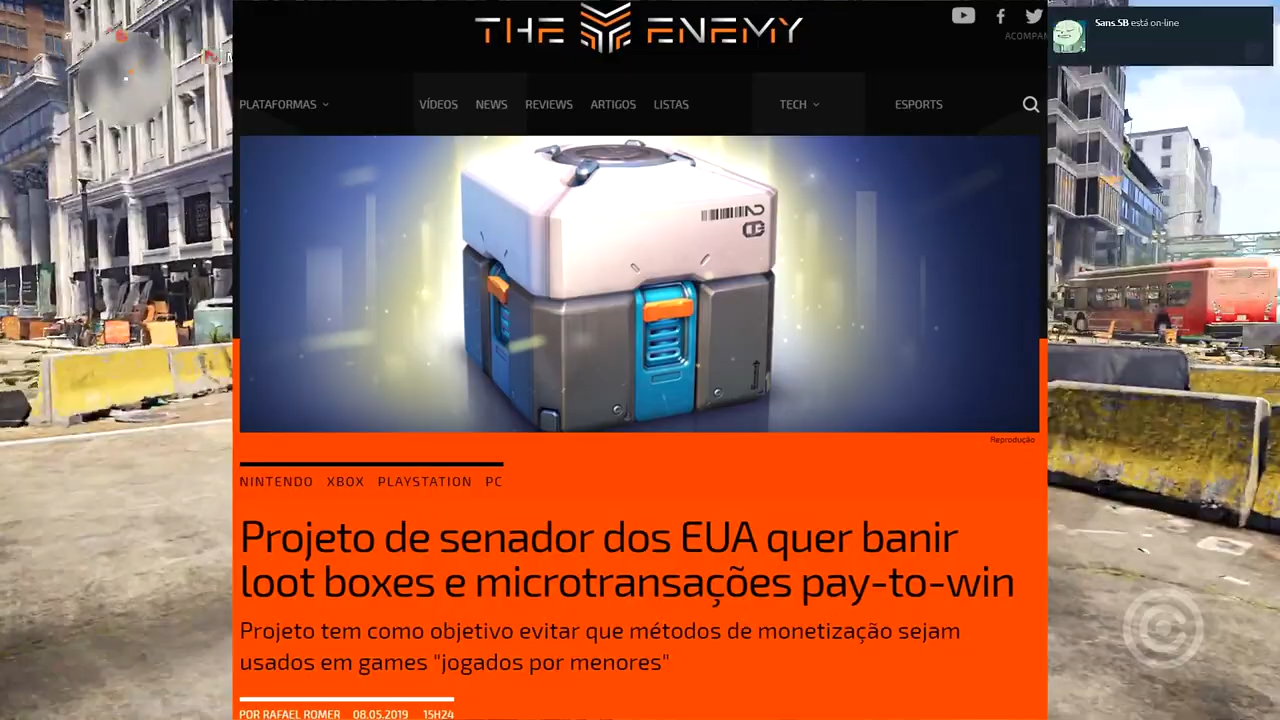 THE ENEMY
Sans.SB está on-line
ACOMPAN
PLATAFORMAS
VÍDEOS
NEWS
REVIEWS
ARTIGOS
LISTAS
TECH
ESPORTS
Reprodução
NINTENDO XBOX PLAYSTATION PC
Projeto de senador dos EUA quer banir
loot boxes e microtransações pay-to-win
Projeto tem como objetivo evitar que métodos de monetização sejam
usados em games "jogados por menores"
POR RAFAEL ROMER 08.05.2019 15H24